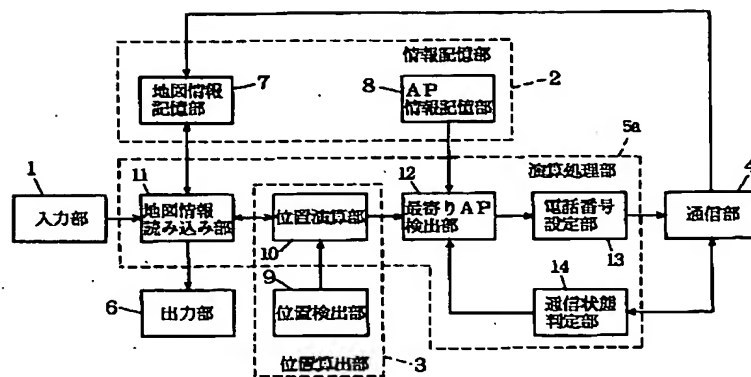 情報記憶部
地図情報
記憶部
7
8
AP
情報記憶部
2
5a
演算処理部
1
入力部
11
地図情報
読み込み部
位置演算部
10
12
最寄りAP
検出部
電話番号
設定部
13
4
通信部
6
出力部
9
位置検出部
14
通信状態
判定部
位置算出部
3